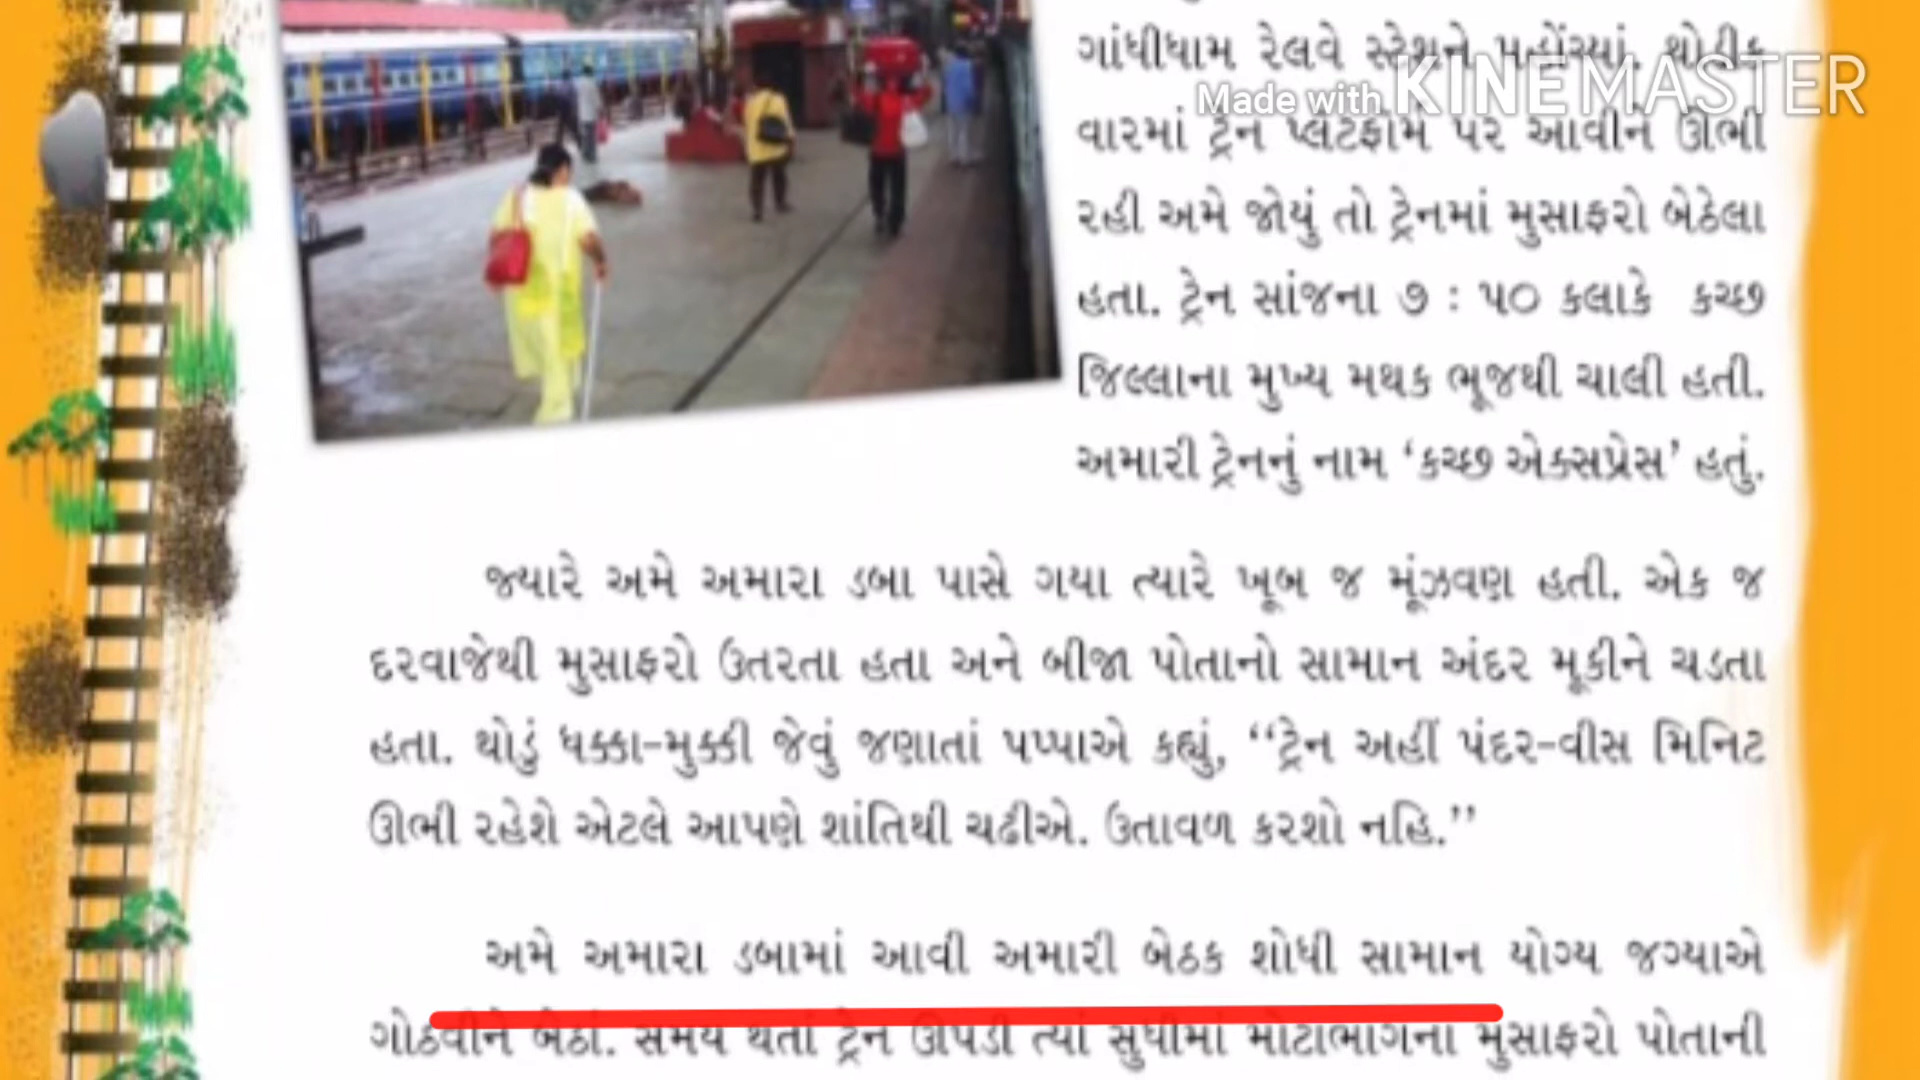 ગાંધીધામ રેલવે સ્ટેશને પહોંચ્યાં. થોડીક
Made with KINEMASTER
વારમાં ટ્રેન પ્લેટફોર્મ પર આવીને ઊભી
રહી અમે જોયું તો ટ્રેનમાં મુસાફરો બેઠેલા
હતા. ટ્રેન સાંજના ૭ : ૫૦ કલાકે કચ્છ
જિલ્લાના મુખ્ય મથક ભૂજથી ચાલી હતી.
અમારી ટ્રેનનું નામ ‘કચ્છ એક્સપ્રેસ’ હતું.
જ્યારે અમે અમારા ડબા પાસે ગયા ત્યારે ખૂબ જ મૂંઝવણ હતી. એક જ
દરવાજેથી મુસાફરો ઉતરતા હતા અને બીજા પોતાનો સામાન અંદર મૂકીને ચડતા
હતા. થોડું ધક્કા-મુક્કી જેવું જણાતાં પપ્પાએ કહ્યું, ‘‘ટ્રેન અહીં પંદર-વીસ મિનિટ
ઊભી રહેશે એટલે આપણે શાંતિથી ચઢીએ. ઉતાવળ કરશો નહિ.’’
અમે અમારા ડબામાં આવી અમારી બેઠક શોધી સામાન યોગ્ય જગ્યાએ
ગોઠવીને બેઠાં. સમય થતાં ટ્રેન ઊપડી ત્યાં સુધીમાં મોટાભાગના મુસાફરો પોતાની